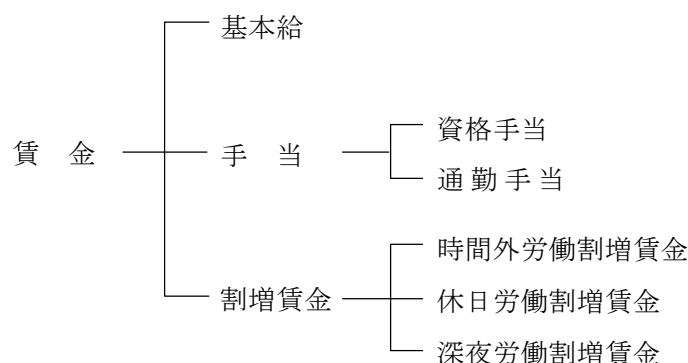 基本給
賃 金
手 当
資格手当
通勤手当
割増賃金
時間外労働割増賃金
休日労働割増賃金
深夜労働割増賃金